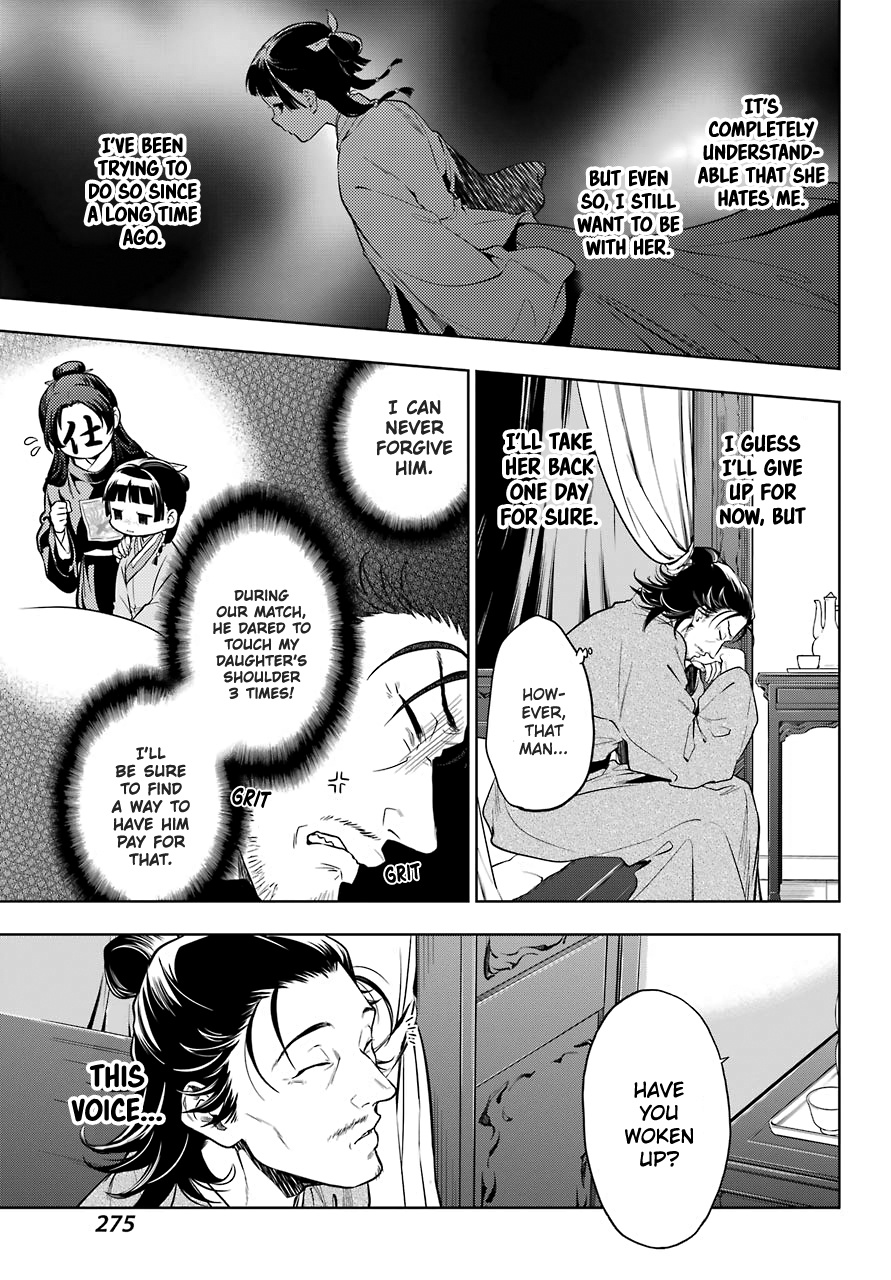 IT'S
COMPLETELY
UNDERSTAND-
ABLE THAT SHE
HATES ME.
BUT EVEN
SO, I STILL
WANT TO BE
WITH HER.
I'VE BEEN
TRYING TO
DO SO SINCE
A LONG TIME
AGO.
I GUESS
I'LL GIVE
UP FOR
NOW, BUT
I'LL TAKE
HER BACK
ONE DAY
FOR SURE.
HOW-
EVER,
THAT
MAN...
I CAN
NEVER
FORGIVE
HIM.
仕
DURING
OUR MATCH,
HE DARED TO
TOUCH MY
DAUGHTER'S
SHOULDER
3 TIMES!
I'LL
BE SURE
TO FIND
A WAY TO
HAVE HIM
PAY FOR
THAT.
GRIT
GRIT
HAVE
YOU
WOKEN
UP?
THIS
VOICE...
275